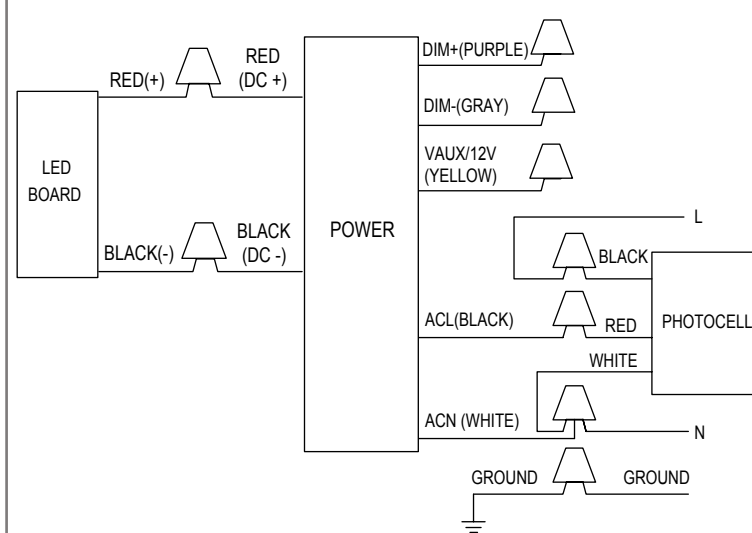 RED(+)
RED
(DC +)
LED
BOARD
BLACK(-)
BLACK
(DC -)
POWER
DIM+(PURPLE)
DIM-(GRAY)
VAUX/12V
(YELLOW)
L
BLACK
ACL(BLACK)
RED
PHOTOCELL
WHITE
ACN (WHITE)
N
GROUND
GROUND